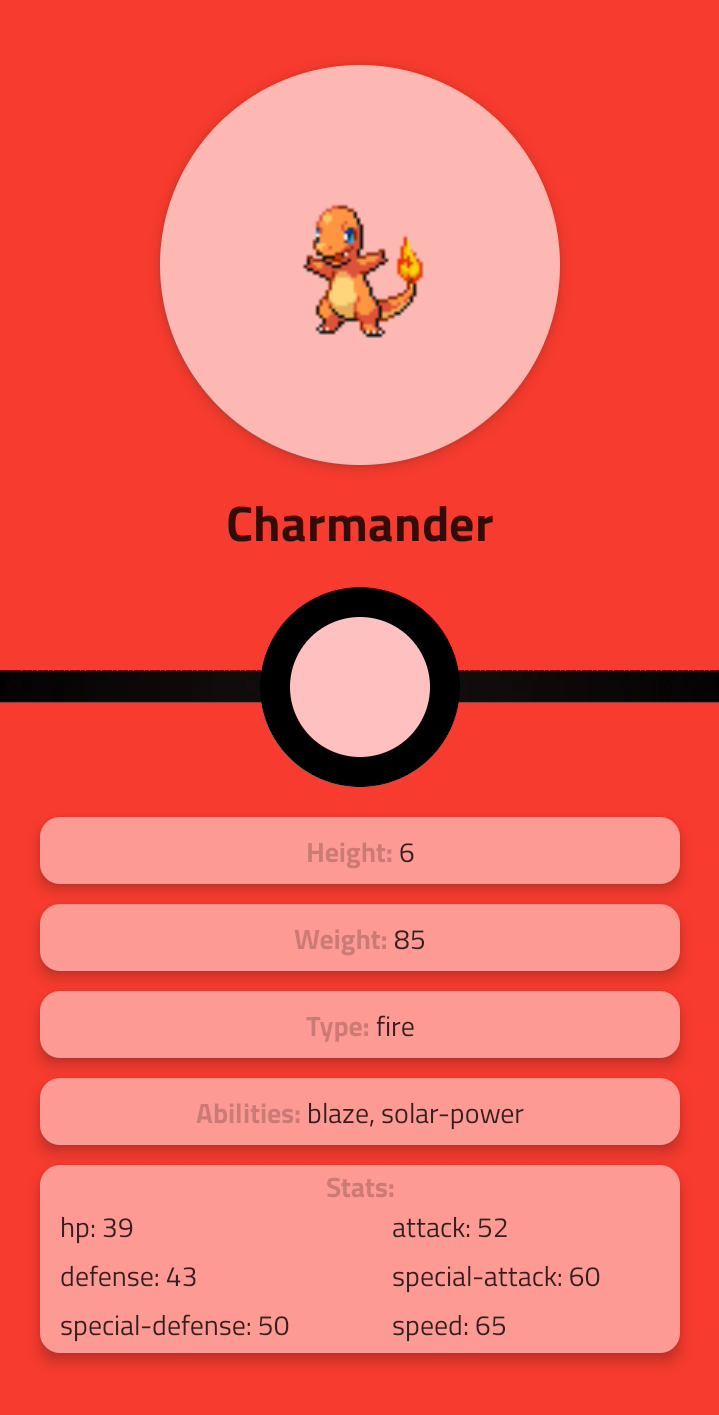 Charmander
Height: 6
Weight: 85
Type: fire
Abilities: blaze, solar-power
Stats:
hp: 39 attack: 52
defense: 43 special-attack: 60
special-defense: 50 speed: 65